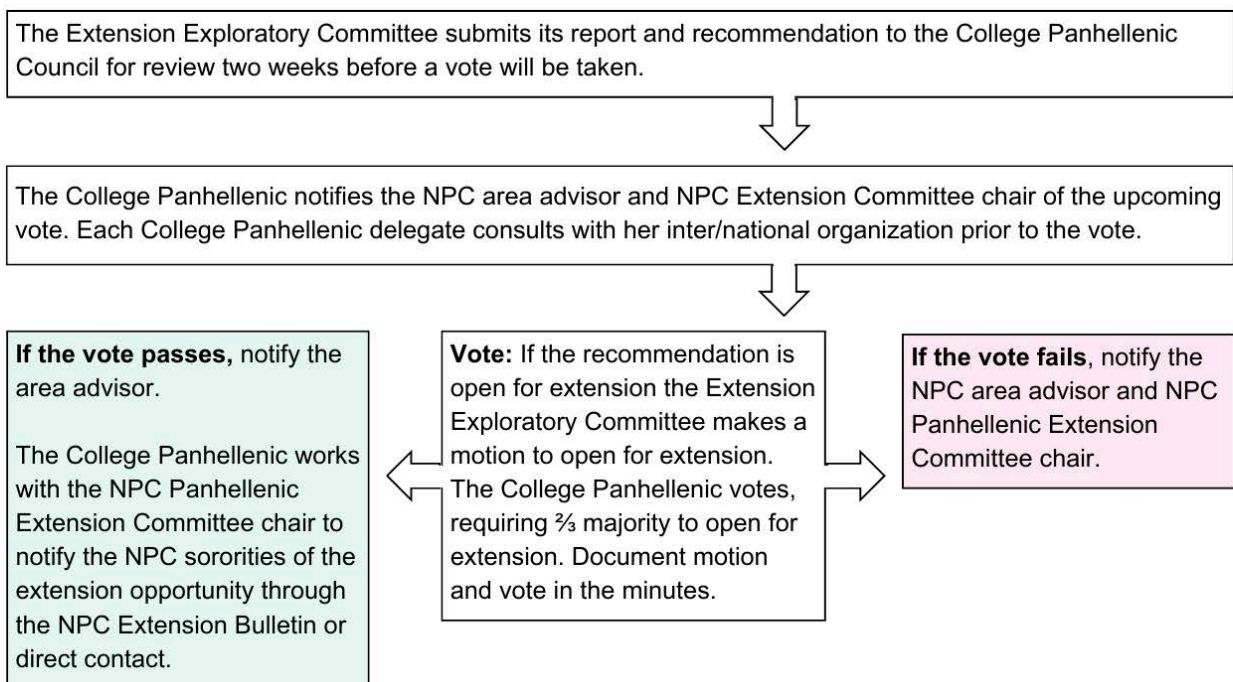 The Extension Exploratory Committee submits its report and recommendation to the College Panhellenic
Council for review two weeks before a vote will be taken.
The College Panhellenic notifies the NPC area advisor and NPC Extension Committee chair of the upcoming
vote. Each College Panhellenic delegate consults with her inter/national organization prior to the vote.
If the vote passes, notify the
area advisor.
The College Panhellenic works
with the NPC Panhellenic
Extension Committee chair to
notify the NPC sororities of the
extension opportunity through
the NPC Extension Bulletin or
direct contact.
Vote: If the recommendation is
open for extension the Extension
Exploratory Committee makes a
motion to open for extension.
The College Panhellenic votes,
requiring ⅔ majority to open for
extension. Document motion
and vote in the minutes.
If the vote fails, notify the
NPC area advisor and NPC
Panhellenic Extension
Committee chair.